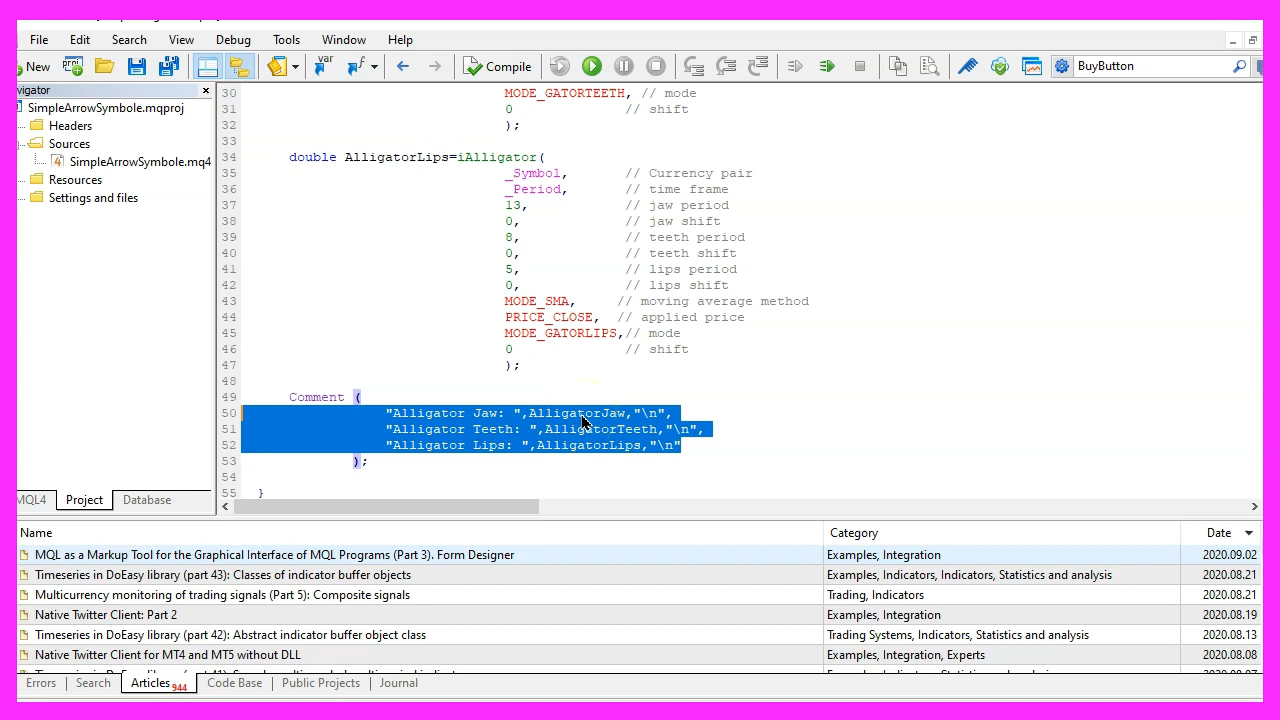 File Edit Search View Debug Tools Window Help
New Compile BuyButton
vigator
SimpleArrowSymbole.mqproj
Headers
Sources
SimpleArrowSymbole.mq4
Resources
Settings and files
MQL4 Project Database
30 MODE_GATORTEETH, // mode
31 0 // shift
32 );
33
34 double AlligatorLips=iAlligator(
35 _Symbol, // Currency pair
36 _Period, // time frame
37 13, // jaw period
38 0, // jaw shift
39 8, // teeth period
40 0, // teeth shift
41 5, // lips period
42 0, // lips shift
43 MODE_SMA, // moving average method
44 PRICE_CLOSE, // applied price
45 MODE_GATORLIPS,// mode
46 0 // shift
47 );
48
49 Comment (
50 "Alligator Jaw: ",AlligatorJaw,"\n",
51 "Alligator Teeth: ",AlligatorTeeth,"\n",
52 "Alligator Lips: ",AlligatorLips,"\n"
53 );
54
55 }
Name Category Date
MQL as a Markup Tool for the Graphical Interface of MQL Programs (Part 3). Form Designer Examples, Integration 2020.09.02
Timeseries in DoEasy library (part 43): Classes of indicator buffer objects Examples, Indicators, Indicators, Statistics and analysis 2020.08.21
Multicurrency monitoring of trading signals (Part 5): Composite signals Trading, Indicators 2020.08.21
Native Twitter Client: Part 2 Examples, Integration 2020.08.19
Timeseries in DoEasy library (part 42): Abstract indicator buffer object class Trading Systems, Indicators, Statistics and analysis 2020.08.13
Native Twitter Client for MT4 and MT5 without DLL Examples, Integration, Experts 2020.08.08
Errors Search Articles 944 Code Base Public Projects Journal